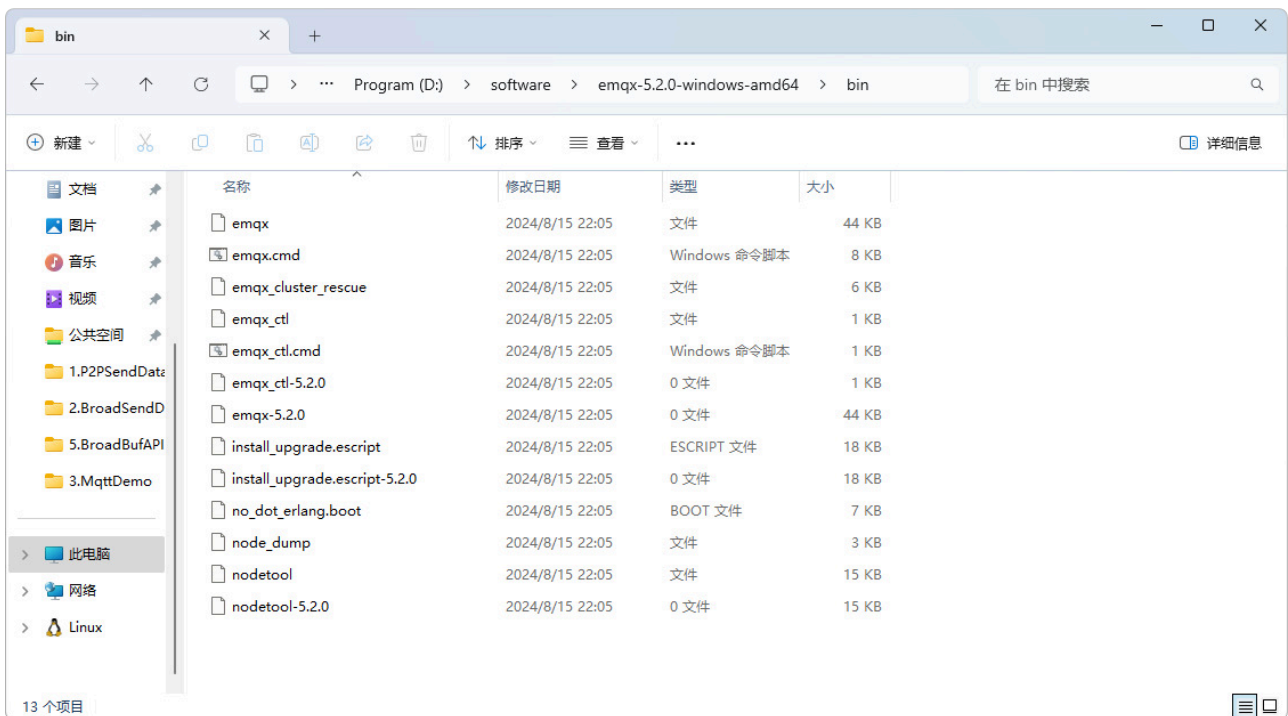 bin
Program (D:) > software > emqx-5.2.0-windows-amd64 > bin
在 bin 中搜索
新建 排序 查看 ... 详细信息
文档
图片
音乐
视频
公共空间
1.P2PSendData
2.BroadSendD
5.BroadBufAPI
3.MqttDemo
此电脑
网络
Linux
名称 修改日期 类型 大小
emqx 2024/8/15 22:05 文件 44 KB
emqx.cmd 2024/8/15 22:05 Windows 命令脚本 8 KB
emqx_cluster_rescue 2024/8/15 22:05 文件 6 KB
emqx_ctl 2024/8/15 22:05 文件 1 KB
emqx_ctl.cmd 2024/8/15 22:05 Windows 命令脚本 1 KB
emqx_ctl-5.2.0 2024/8/15 22:05 0 文件 1 KB
emqx-5.2.0 2024/8/15 22:05 0 文件 44 KB
install_upgrade.escript 2024/8/15 22:05 ESCRIPT 文件 18 KB
install_upgrade.escript-5.2.0 2024/8/15 22:05 0 文件 18 KB
no_dot_erlang.boot 2024/8/15 22:05 BOOT 文件 7 KB
node_dump 2024/8/15 22:05 文件 3 KB
nodetool 2024/8/15 22:05 文件 15 KB
nodetool-5.2.0 2024/8/15 22:05 0 文件 15 KB
13 个项目